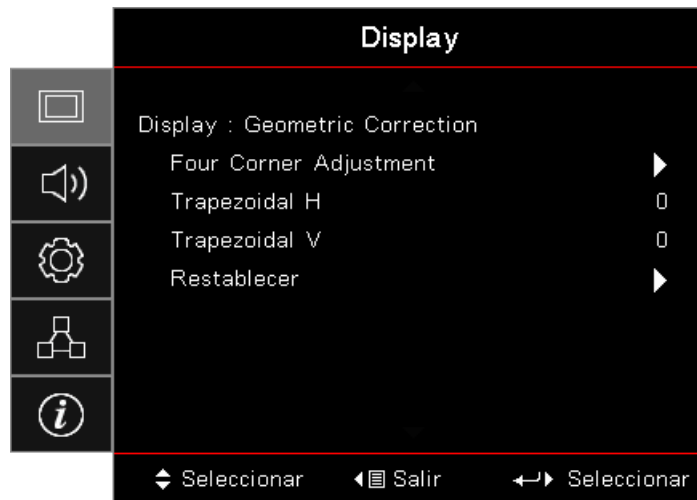 Display
Display : Geometric Correction
Four Corner Adjustment
Trapezoidal H 0
Trapezoidal V 0
Restablecer
Seleccionar Salir Seleccionar